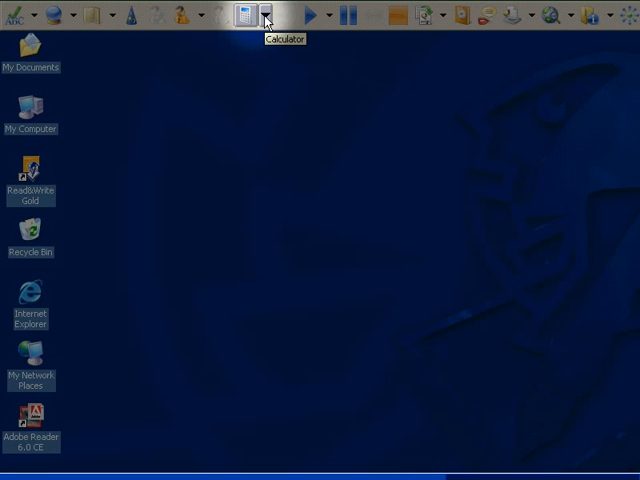 ABC
Calculator
My Documents
My Computer
Read&Write
Gold
Recycle Bin
Internet
Explorer
My Network
Places
Adobe Reader
6.0 CE